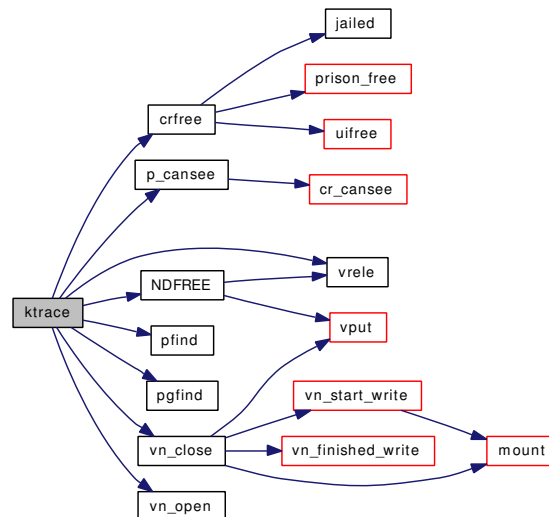 jailed
prison_free
crfree
uifree
p_cansee
cr_cansee
vrele
NDFREE
ktrace
vput
pfind
pgfind
vn_start_write
vn_close
vn_finished_write
mount
vn_open